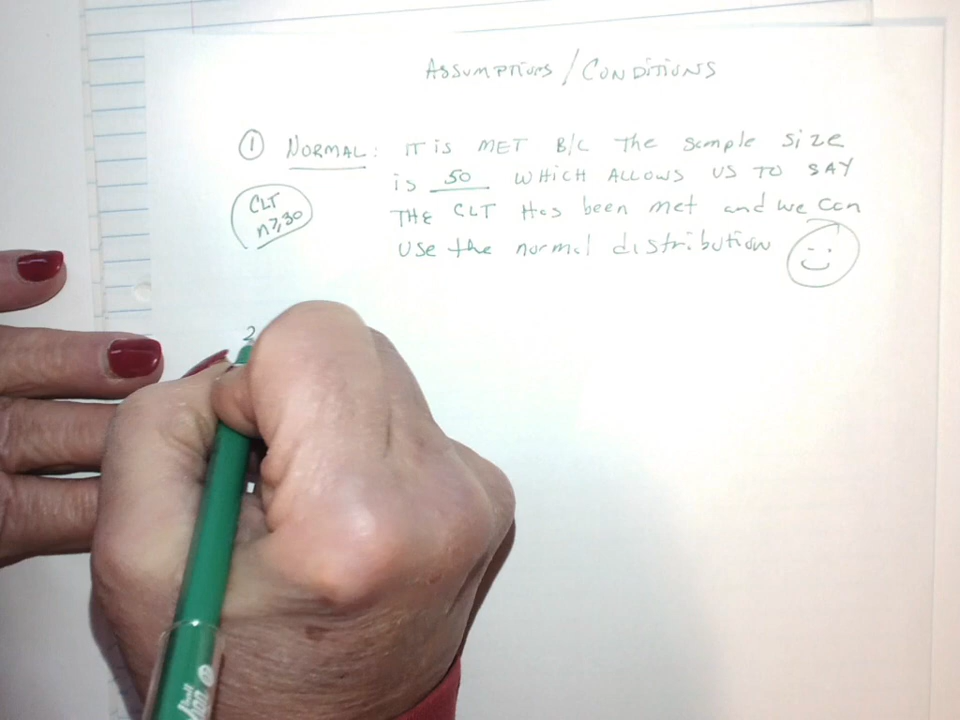 ASSUMPTIONS / CONDITIONS
① NORMAL: IT is MET B/C The sample size
is 50 WHICH ALLOWS US TO SAY
THE CLT Has been met and we can
use the normal distribution
CLT
n≥30
2